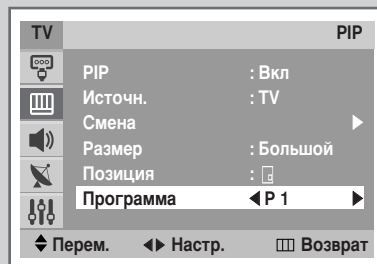 TV PIP
PIP : Вкл
Источн. : TV
Смена
Размер : Большой
Позиция :
Программа P 1
Перем. Настр. Возврат